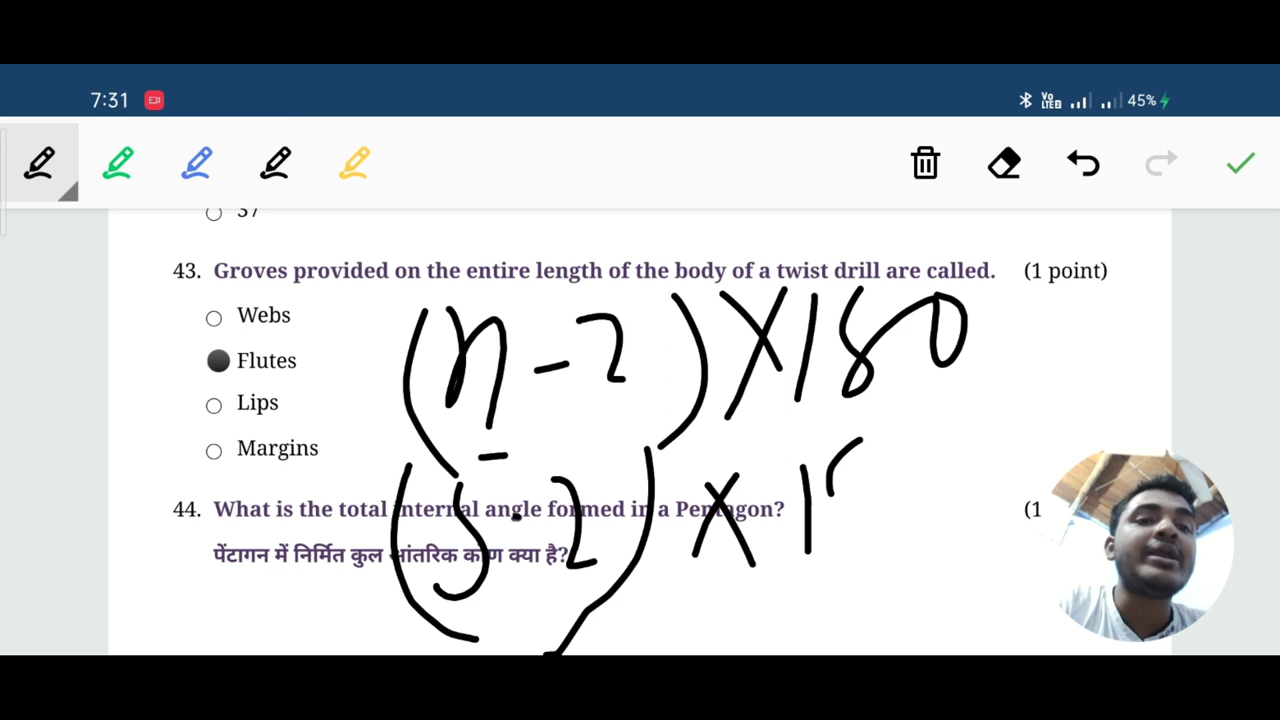 7:31 Vo LTED 45%
37
43. Groves provided on the entire length of the body of a twist drill are called. (1 point)
Webs
Flutes
Lips
Margins
(n-2) X 180
44. What is the total internal angle formed in a Pentagon? (1
पेंटागन में निर्मित कुल आंतरिक कोण क्या है?
(5-2) X 1